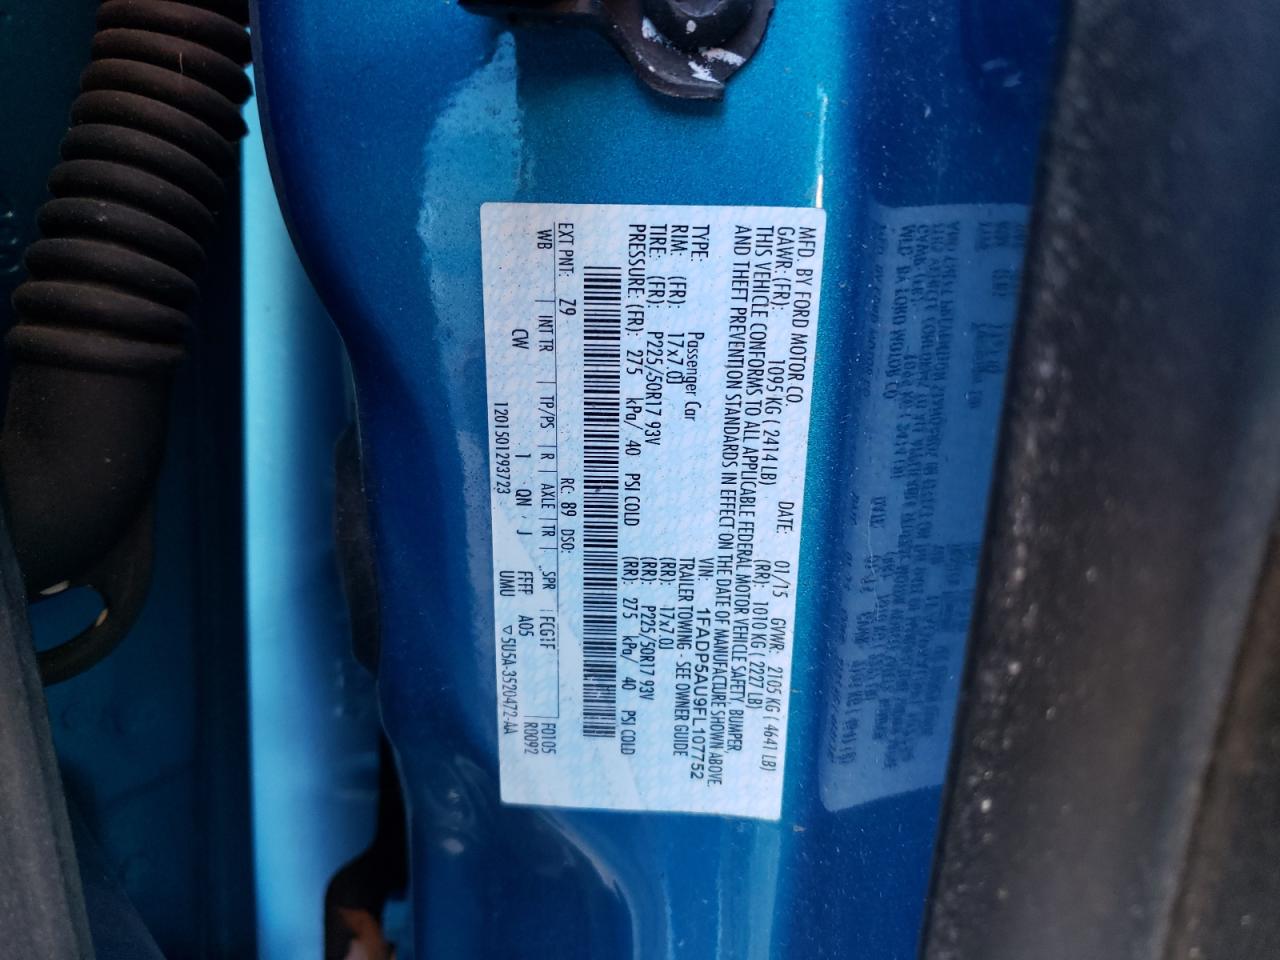 MFD. BY FORD MOTOR CO.
DATE: 01/15 GVWR: 2105 KG ( 4641 LB)
GAWR: (FR): 1095 KG ( 2414 LB) (RR): 1010 KG ( 2227 LB)
THIS VEHICLE CONFORMS TO ALL APPLICABLE FEDERAL MOTOR VEHICLE SAFETY, BUMPER,
AND THEFT PREVENTION STANDARDS IN EFFECT ON THE DATE OF MANUFACTURE SHOWN ABOVE.
VIN: 1FADP5AU9FL107752
TYPE: Passenger Car TRAILER TOWING - SEE OWNER GUIDE
RIM: (FR): 17x7.0J (RR): 17x7.0J
TIRE: (FR): P225/50R17 93V (RR): P225/50R17 93V
PRESSURE: (FR): 275 kPa/ 40 PSI COLD (RR): 275 kPa/ 40 PSI COLD
EXT PNT: Z9 RC: 89 DSO: F0105
WB INT TR TP/PS R AXLE TR SPR FCG1F R0092
CW 1 QN J FFFF A05
1201501293723 UMU ▽ 5U5A-3520472-AA